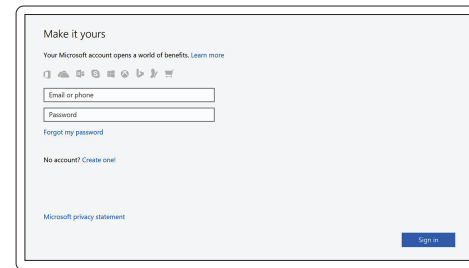 Make it yours
Your Microsoft account opens a world of benefits. Learn more
Email or phone
Password
Forgot my password
No account? Create one!
Microsoft privacy statement
Sign in